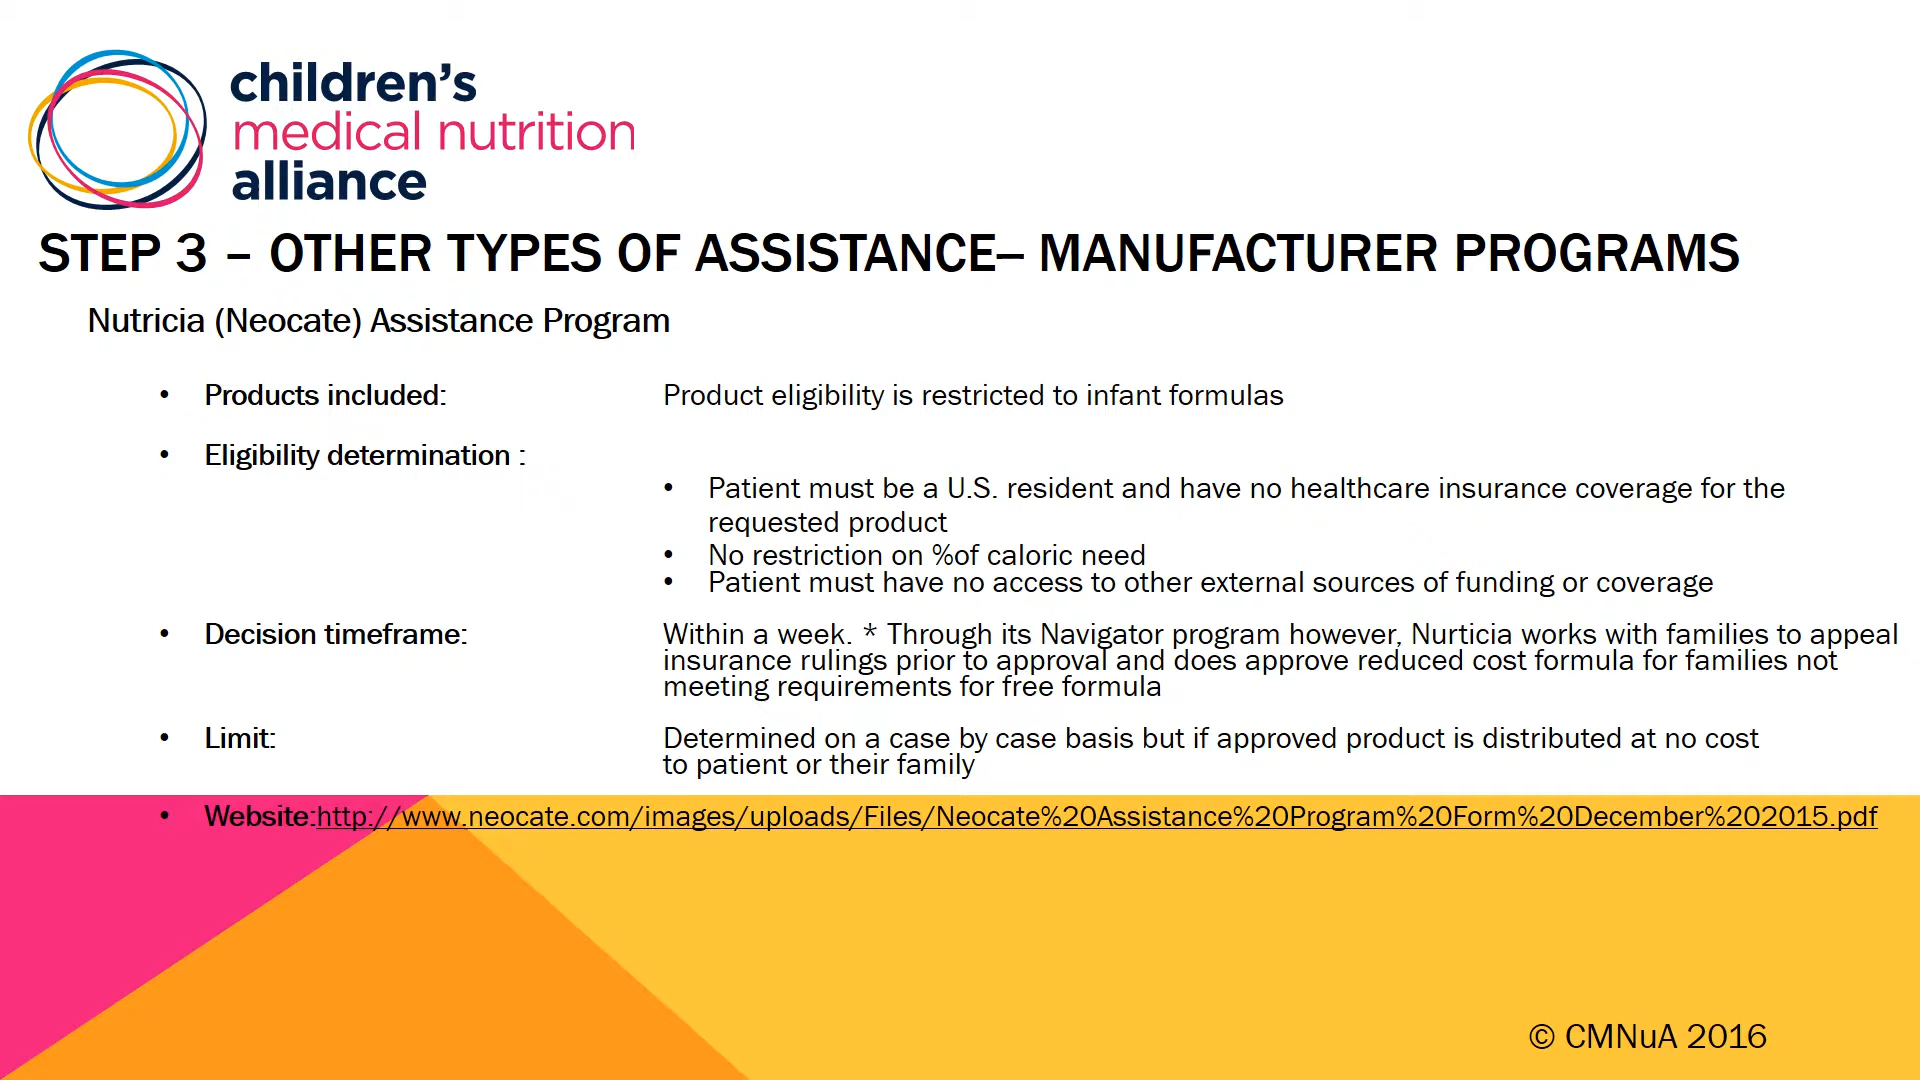 children's
medical nutrition
alliance
STEP 3 – OTHER TYPES OF ASSISTANCE– MANUFACTURER PROGRAMS
Nutricia (Neocate) Assistance Program
• Products included: Product eligibility is restricted to infant formulas
• Eligibility determination :
• Patient must be a U.S. resident and have no healthcare insurance coverage for the
requested product
• No restriction on %of caloric need
• Patient must have no access to other external sources of funding or coverage
• Decision timeframe: Within a week. * Through its Navigator program however, Nurticia works with families to appeal
insurance rulings prior to approval and does approve reduced cost formula for families not
meeting requirements for free formula
• Limit: Determined on a case by case basis but if approved product is distributed at no cost
to patient or their family
• Website:http://www.neocate.com/images/uploads/Files/Neocate%20Assistance%20Program%20Form%20December%202015.pdf
© CMNuA 2016